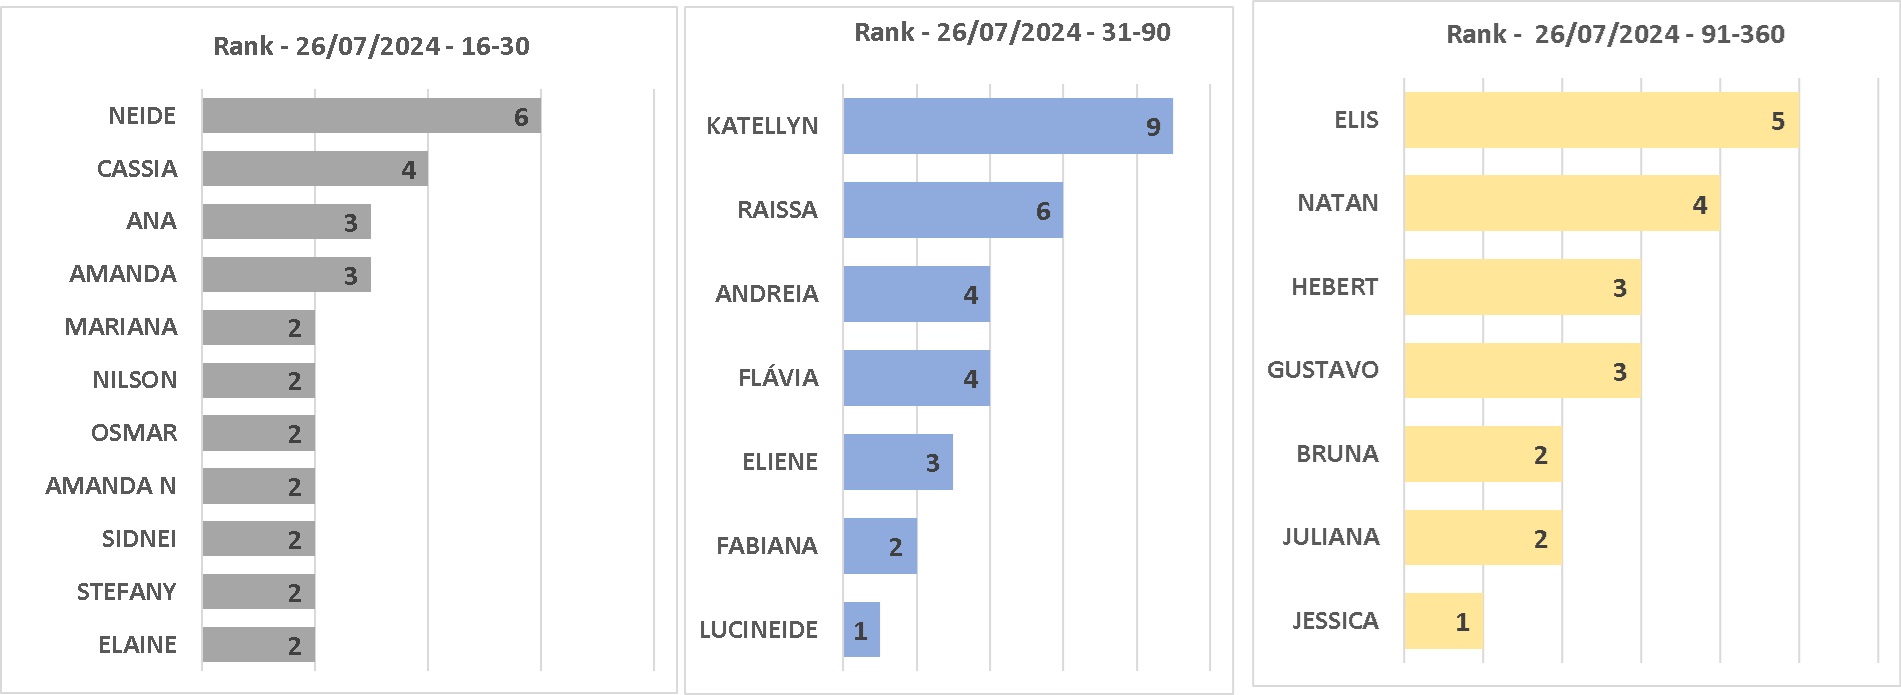 Rank - 26/07/2024 - 16-30
NEIDE 6
CASSIA 4
ANA 3
AMANDA 3
MARIANA 2
NILSON 2
OSMAR 2
AMANDA N 2
SIDNEI 2
STEFANY 2
ELAINE 2
Rank - 26/07/2024 - 31-90
KATELLYN 9
RAISSA 6
ANDREIA 4
FLÁVIA 4
ELIENE 3
FABIANA 2
LUCINEIDE 1
Rank - 26/07/2024 - 91-360
ELIS 5
NATAN 4
HEBERT 3
GUSTAVO 3
BRUNA 2
JULIANA 2
JESSICA 1